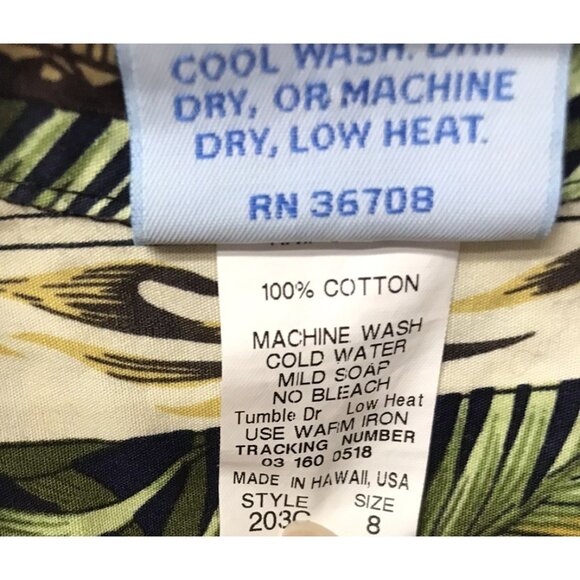 COOL WASH. DRIP
DRY, OR MACHINE
DRY, LOW HEAT.
RN 36708
100% COTTON
MACHINE WASH
COLD WATER
MILD SOAP
NO BLEACH
Tumble Dr Low Heat
USE WARM IRON
TRACKING NUMBER
03 160 0518
MADE IN HAWAII, USA
STYLE SIZE
8